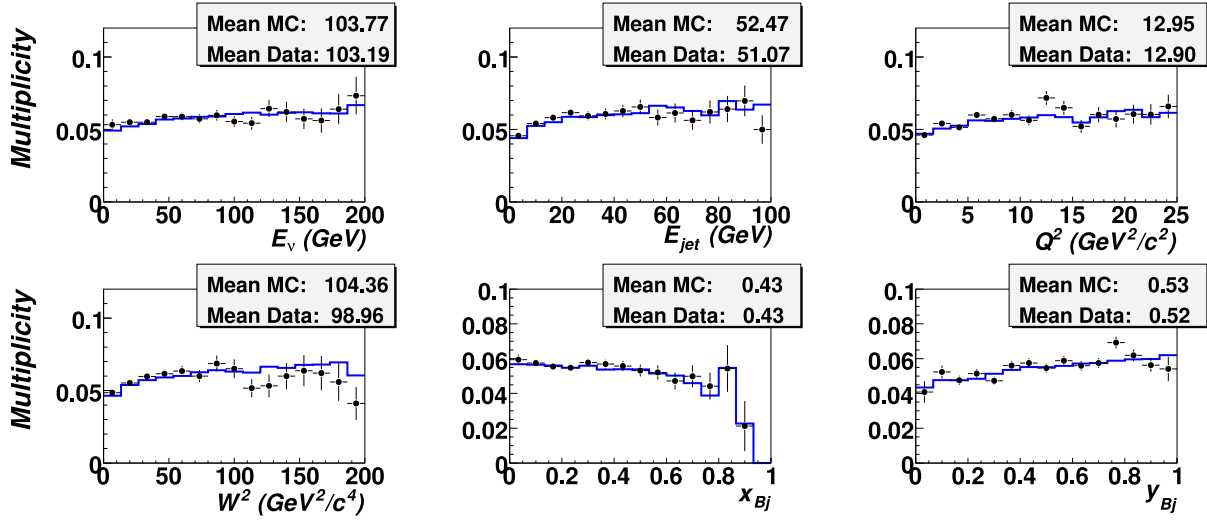 Mean MC: 103.77
Mean Data: 103.19
Multiplicity
0.1
0.05
0
0 50 100 150 200
E_ν (GeV)
Mean MC: 52.47
Mean Data: 51.07
0.1
0.05
0
0 20 40 60 80 100
E_jet (GeV)
Mean MC: 12.95
Mean Data: 12.90
0.1
0.05
0
0 5 10 15 20 25
Q² (GeV²/c²)
Mean MC: 104.36
Mean Data: 98.96
Multiplicity
0.1
0.05
0
0 50 100 150 200
W² (GeV²/c⁴)
Mean MC: 0.43
Mean Data: 0.43
0.1
0.08
0.06
0.04
0.02
0
0 0.2 0.4 0.6 0.8 1
x_Bj
Mean MC: 0.53
Mean Data: 0.52
0.1
0.08
0.06
0.04
0.02
0
0 0.2 0.4 0.6 0.8 1
y_Bj